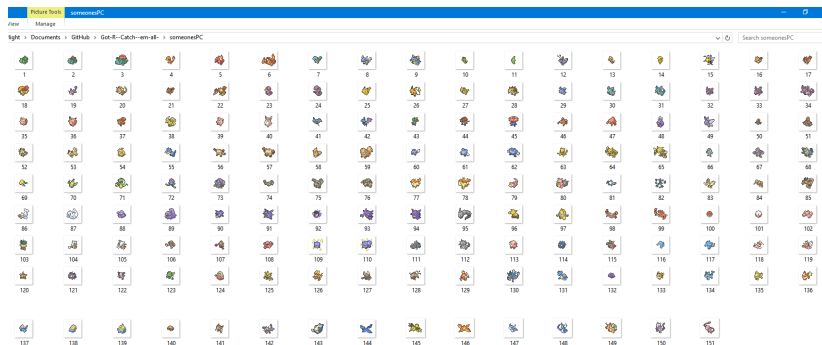 Picture Tools someonesPC
View Manage
flight › Documents › GitHub › Got-R--Catch--em-all- › someonesPC Search someonesPC
1 2 3 4 5 6 7 8 9 10 11 12 13 14 15 16 17
18 19 20 21 22 23 24 25 26 27 28 29 30 31 32 33 34
35 36 37 38 39 40 41 42 43 44 45 46 47 48 49 50 51
52 53 54 55 56 57 58 59 60 61 62 63 64 65 66 67 68
69 70 71 72 73 74 75 76 77 78 79 80 81 82 83 84 85
86 87 88 89 90 91 92 93 94 95 96 97 98 99 100 101 102
103 104 105 106 107 108 109 110 111 112 113 114 115 116 117 118 119
120 121 122 123 124 125 126 127 128 129 130 131 132 133 134 135 136
137 138 139 140 141 142 143 144 145 146 147 148 149 150 151